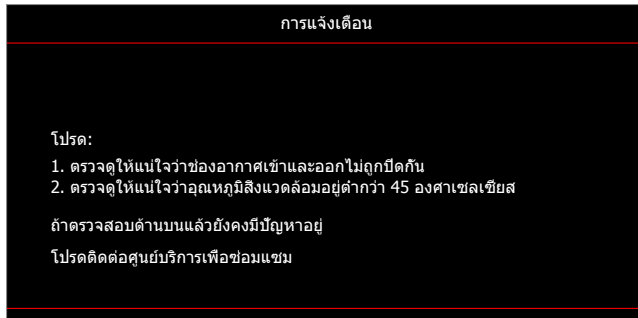 การแจ้งเตือน
โปรด:
1. ตรวจดูให้แน่ใจว่าช่องอากาศเข้าและออกไม่ถูกปิดกั้น
2. ตรวจดูให้แน่ใจว่าอุณหภูมิสิ่งแวดล้อมอยู่ต่ำกว่า 45 องศาเซลเซียส
ถ้าตรวจสอบด้านบนแล้วยังคงมีปัญหาอยู่
โปรดติดต่อศูนย์บริการเพื่อซ่อมแซม